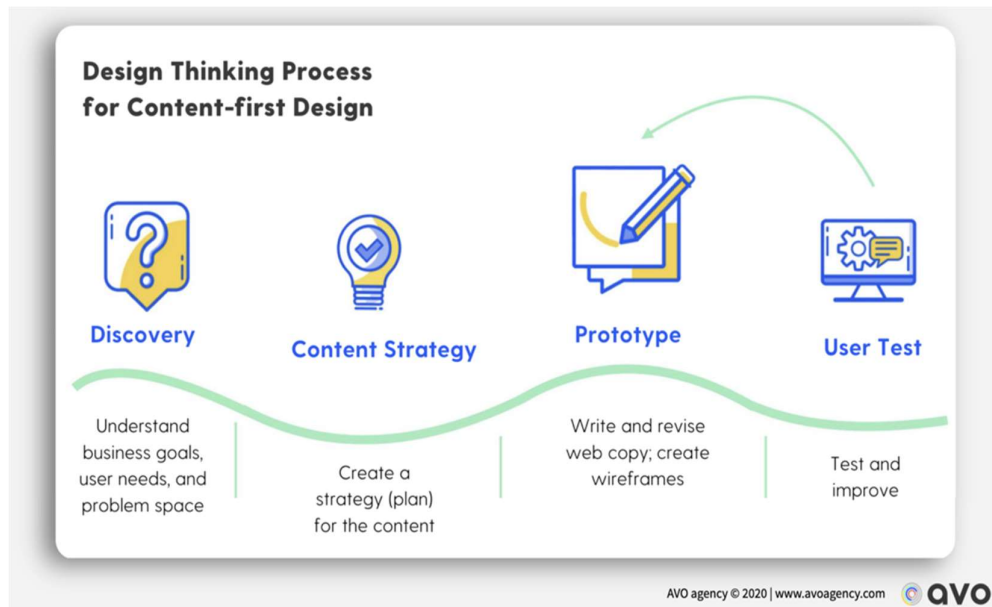 Design Thinking Process
for Content-first Design
Discovery
Content Strategy
Prototype
User Test
Understand
business goals,
user needs, and
problem space
Create a
strategy (plan)
for the content
Write and revise
web copy; create
wireframes
Test and
improve
AVO agency © 2020 | www.avoagency.com
avo